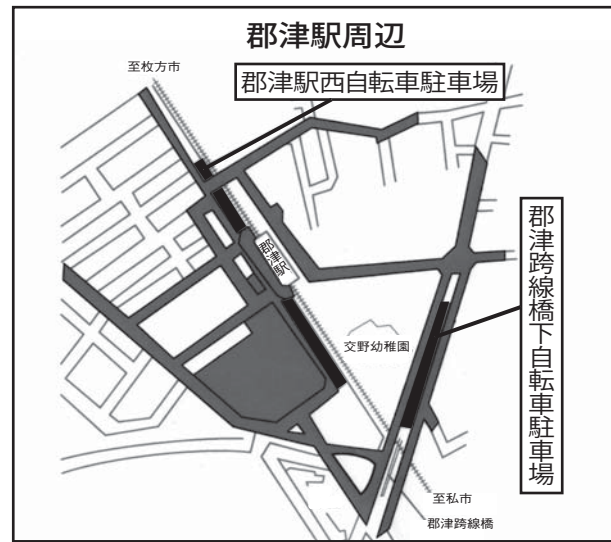 郡津駅周辺
至枚方市
郡津駅西自転車駐車場
郡津駅
郡津跨線橋下自転車駐車場
交野幼稚園
至私市
郡津跨線橋